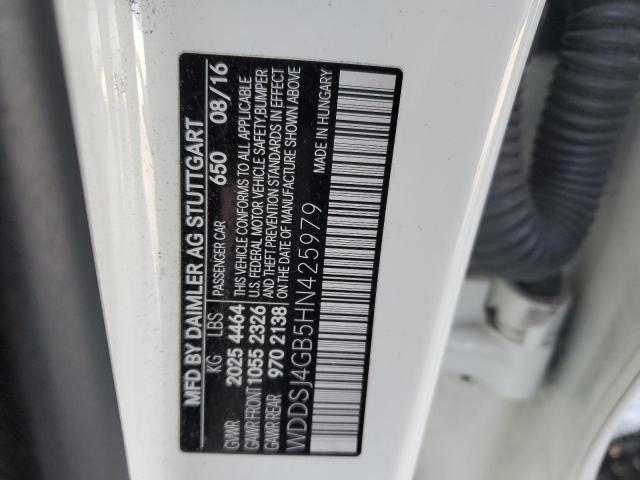 MFD BY DAIMLER AG STUTTGART
KG LBS PASSENGER CAR 650 08/16
GVWR 2025 4464 THIS VEHICLE CONFORMS TO ALL APPLICABLE
GAWR FRONT 1055 2326 U.S. FEDERAL MOTOR VEHICLE SAFETY, BUMPER
GAWR REAR 970 2138 AND THEFT PREVENTION STANDARDS IN EFFECT
ON THE DATE OF MANUFACTURE SHOWN ABOVE
WDDSJ4GB5HN425979 MADE IN HUNGARY